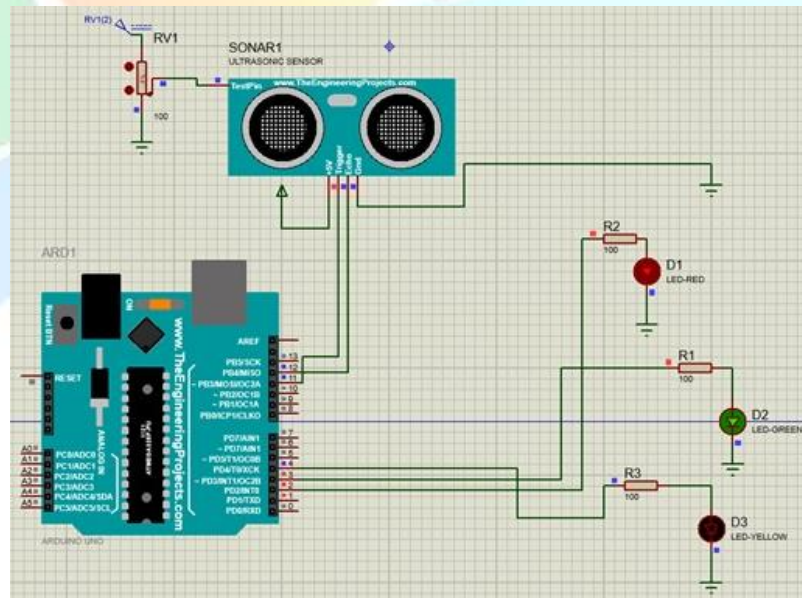 RV1(2)
RV1
100
SONAR1
ULTRASONIC SENSOR
TestPin
www.TheEngineeringProjects.com
+5V
Trigger
Echo
Gnd
R2
100
D1
LED-RED
ARD1
Reset BTN
ON
www.TheEngineeringProjects.com
AREF
PB5/SCK 13
PB4/MISO 12
~ PB3/MOSI/OC2A 11
~ PB2/OC1B 10
~ PB1/OC1A 9
PB0/ICP1/CLKO 8
RESET
R1
100
D2
LED-GREEN
ANALOG IN
PD7/AIN1 7
~ PD7/AIN1 6
~ PD5/T1/OC0B 5
PD4/T0/XCK 4
~ PD3/INT1/OC2B 3
PD2/INT0 2
PD1/TXD 1
PD0/RXD 0
A0 PC0/ADC0
A1 PC1/ADC1
A2 PC2/ADC2
A3 PC3/ADC3
A4 PC4/ADC4/SDA
A5 PC5/ADC5/SCL
R3
100
D3
LED-YELLOW
ARDUINO UNO